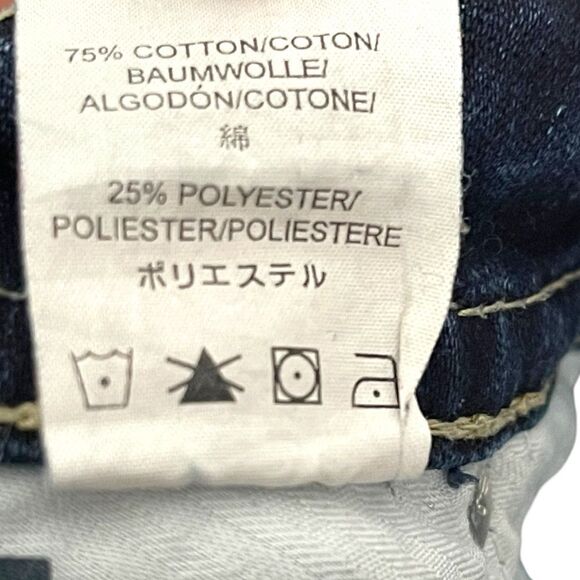 75% COTTON/COTON/
BAUMWOLLE/
ALGODÓN/COTONE/
綿
25% POLYESTER/
POLIESTER/POLIESTERE
ポリエステル